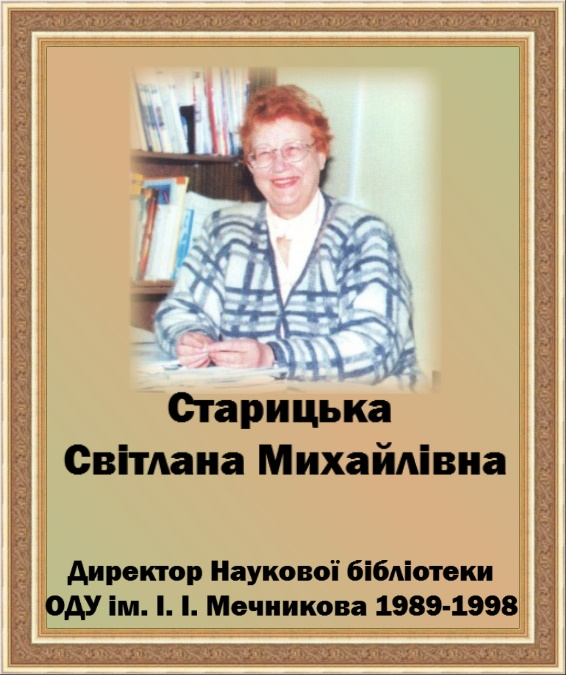 Старицька
Світлана Михайлівна
Директор Наукової бібліотеки
ОДУ ім. І. І. Мечникова 1989-1998